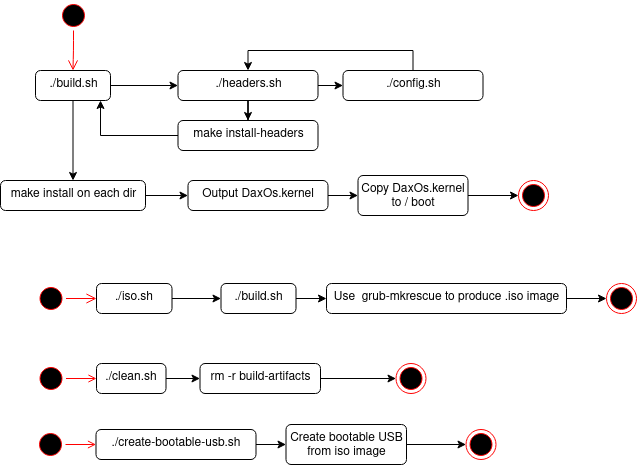 ./build.sh
./headers.sh
./config.sh
make install-headers
make install on each dir
Output DaxOs.kernel
Copy DaxOs.kernel
to / boot
./iso.sh
./build.sh
Use  grub-mkrescue to produce .iso image
./clean.sh
rm -r build-artifacts
./create-bootable-usb.sh
Create bootable USB
from iso image